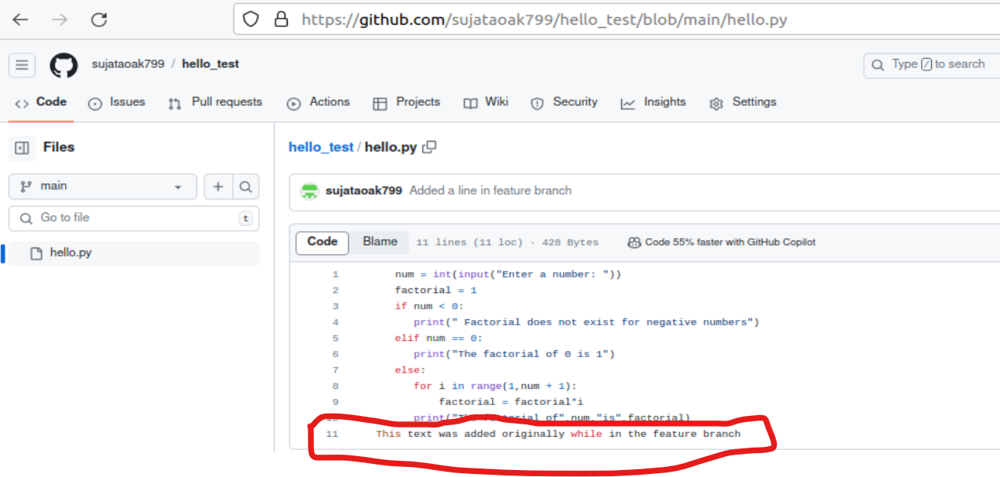 https://github.com/sujataoak799/hello_test/blob/main/hello.py
sujataoak799 / hello_test
Type / to search
<> Code Issues Pull requests Actions Projects Wiki Security Insights Settings
Files
main
Go to file t
hello.py
hello_test / hello.py
sujataoak799 Added a line in feature branch
Code Blame 11 lines (11 loc) · 428 Bytes Code 55% faster with GitHub Copilot
1 num = int(input("Enter a number: "))
2 factorial = 1
3 if num < 0:
4 print(" Factorial does not exist for negative numbers")
5 elif num == 0:
6 print("The factorial of 0 is 1")
7 else:
8 for i in range(1,num + 1):
9 factorial = factorial*i
10 print("The factorial of",num,"is",factorial)
11 This text was added originally while in the feature branch